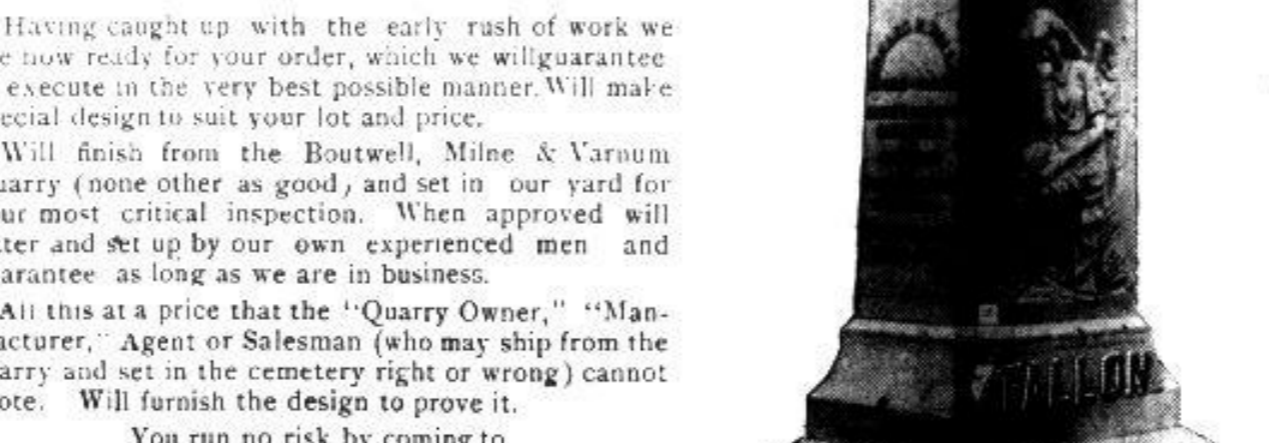 Having caught up with the early rush of work we
e now ready for your order, which we willguarantee
execute in the very best possible manner. Will make
ecial design to suit your lot and price.
Will finish from the Boutwell, Milne & Varnum
uarry (none other as good, and set in our yard for
ur most critical inspection. When approved will
ter and set up by our own experienced men and
arantee as long as we are in business.
All this at a price that the "Quarry Owner," "Man-
acturer," Agent or Salesman (who may ship from the
arry and set in the cemetery right or wrong) cannot
ote. Will furnish the design to prove it.
You run no risk by coming to
FALLON